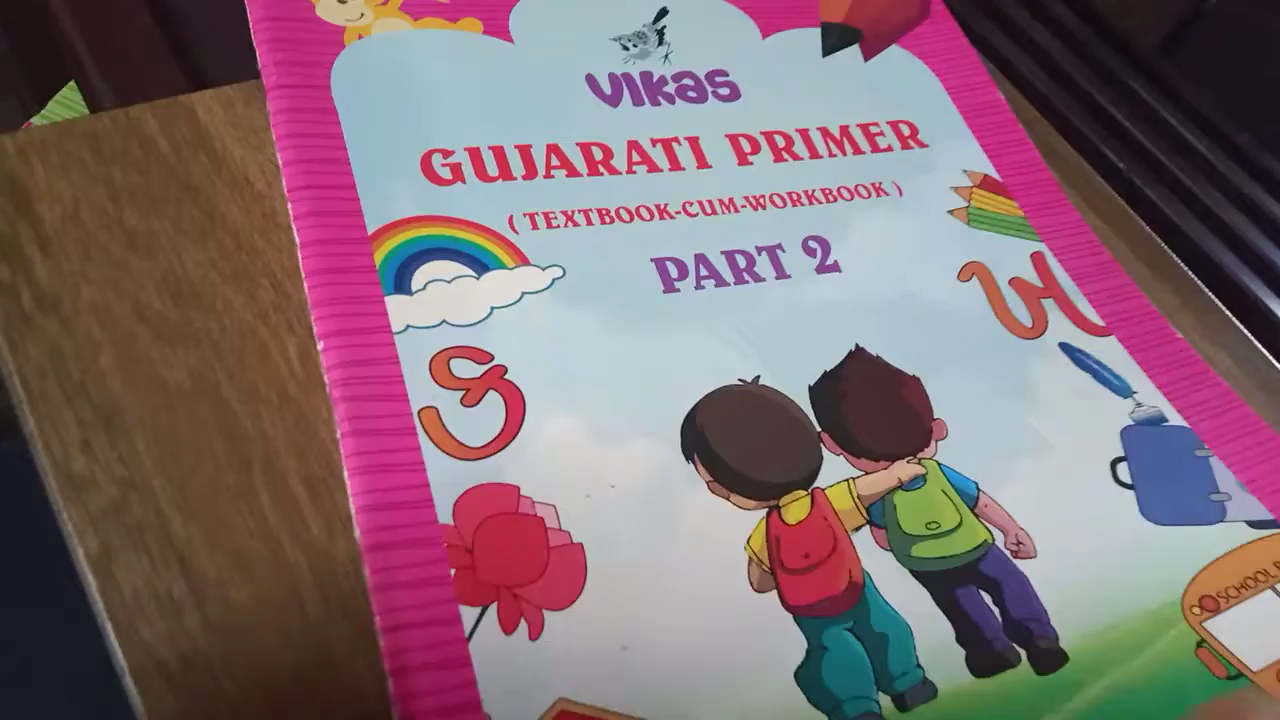 VIKAS
GUJARATI PRIMER
( TEXTBOOK-CUM-WORKBOOK )
PART 2
ખ
ક